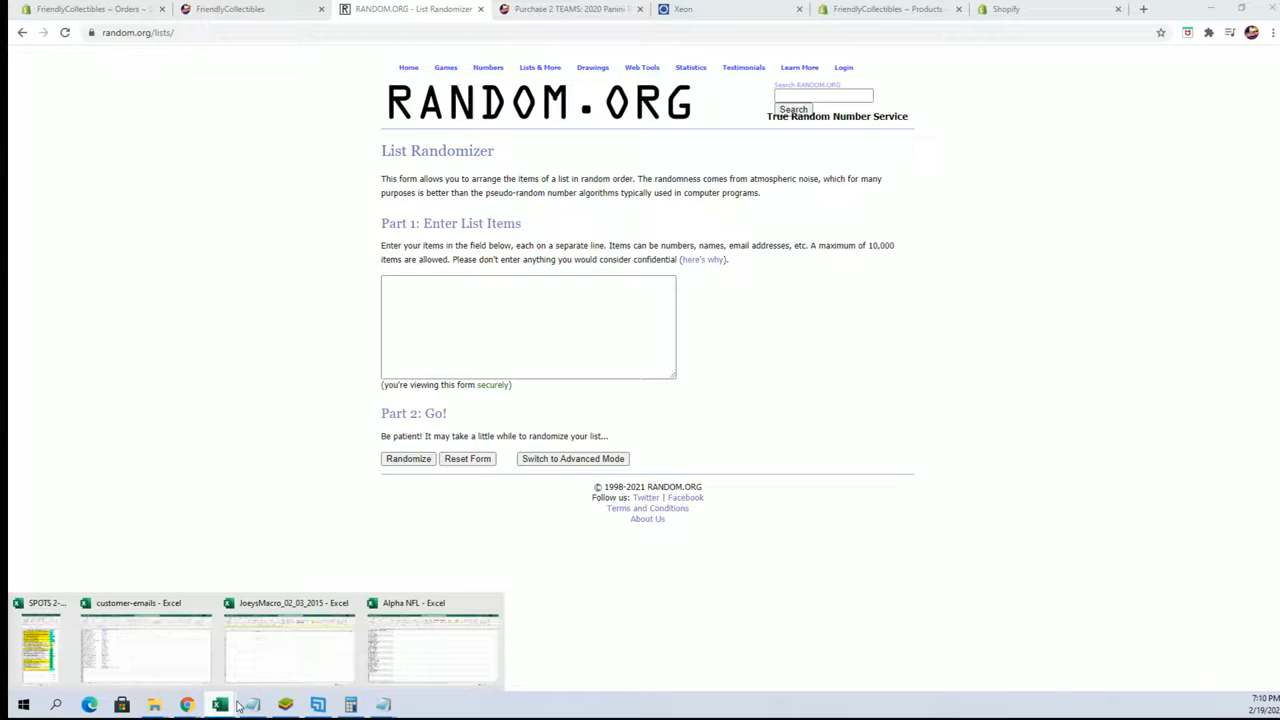 FriendlyCollectibles ~ Orders ~
FriendlyCollectibles
RANDOM.ORG - List Randomizer
Purchase 2 TEAMS: 2020 Panini
Xeon
FriendlyCollectibles ~ Products
Shopify
random.org/lists/
Home Games Numbers Lists & More Drawings Web Tools Statistics Testimonials Learn More Login
Search RANDOM.ORG
RANDOM.ORG
Search
True Random Number Service
List Randomizer
This form allows you to arrange the items of a list in random order. The randomness comes from atmospheric noise, which for many
purposes is better than the pseudo-random number algorithms typically used in computer programs.
Part 1: Enter List Items
Enter your items in the field below, each on a separate line. Items can be numbers, names, email addresses, etc. A maximum of 10,000
items are allowed. Please don't enter anything you would consider confidential (here's why).
(you're viewing this form securely)
Part 2: Go!
Be patient! It may take a little while to randomize your list...
Randomize Reset Form Switch to Advanced Mode
© 1998-2021 RANDOM.ORG
Follow us: Twitter | Facebook
Terms and Conditions
About Us
SPOTS 2-...
customer-emails - Excel
JoeysMacro_02_03_2015 - Excel
Alpha NFL - Excel
7:10 PM
2/19/202